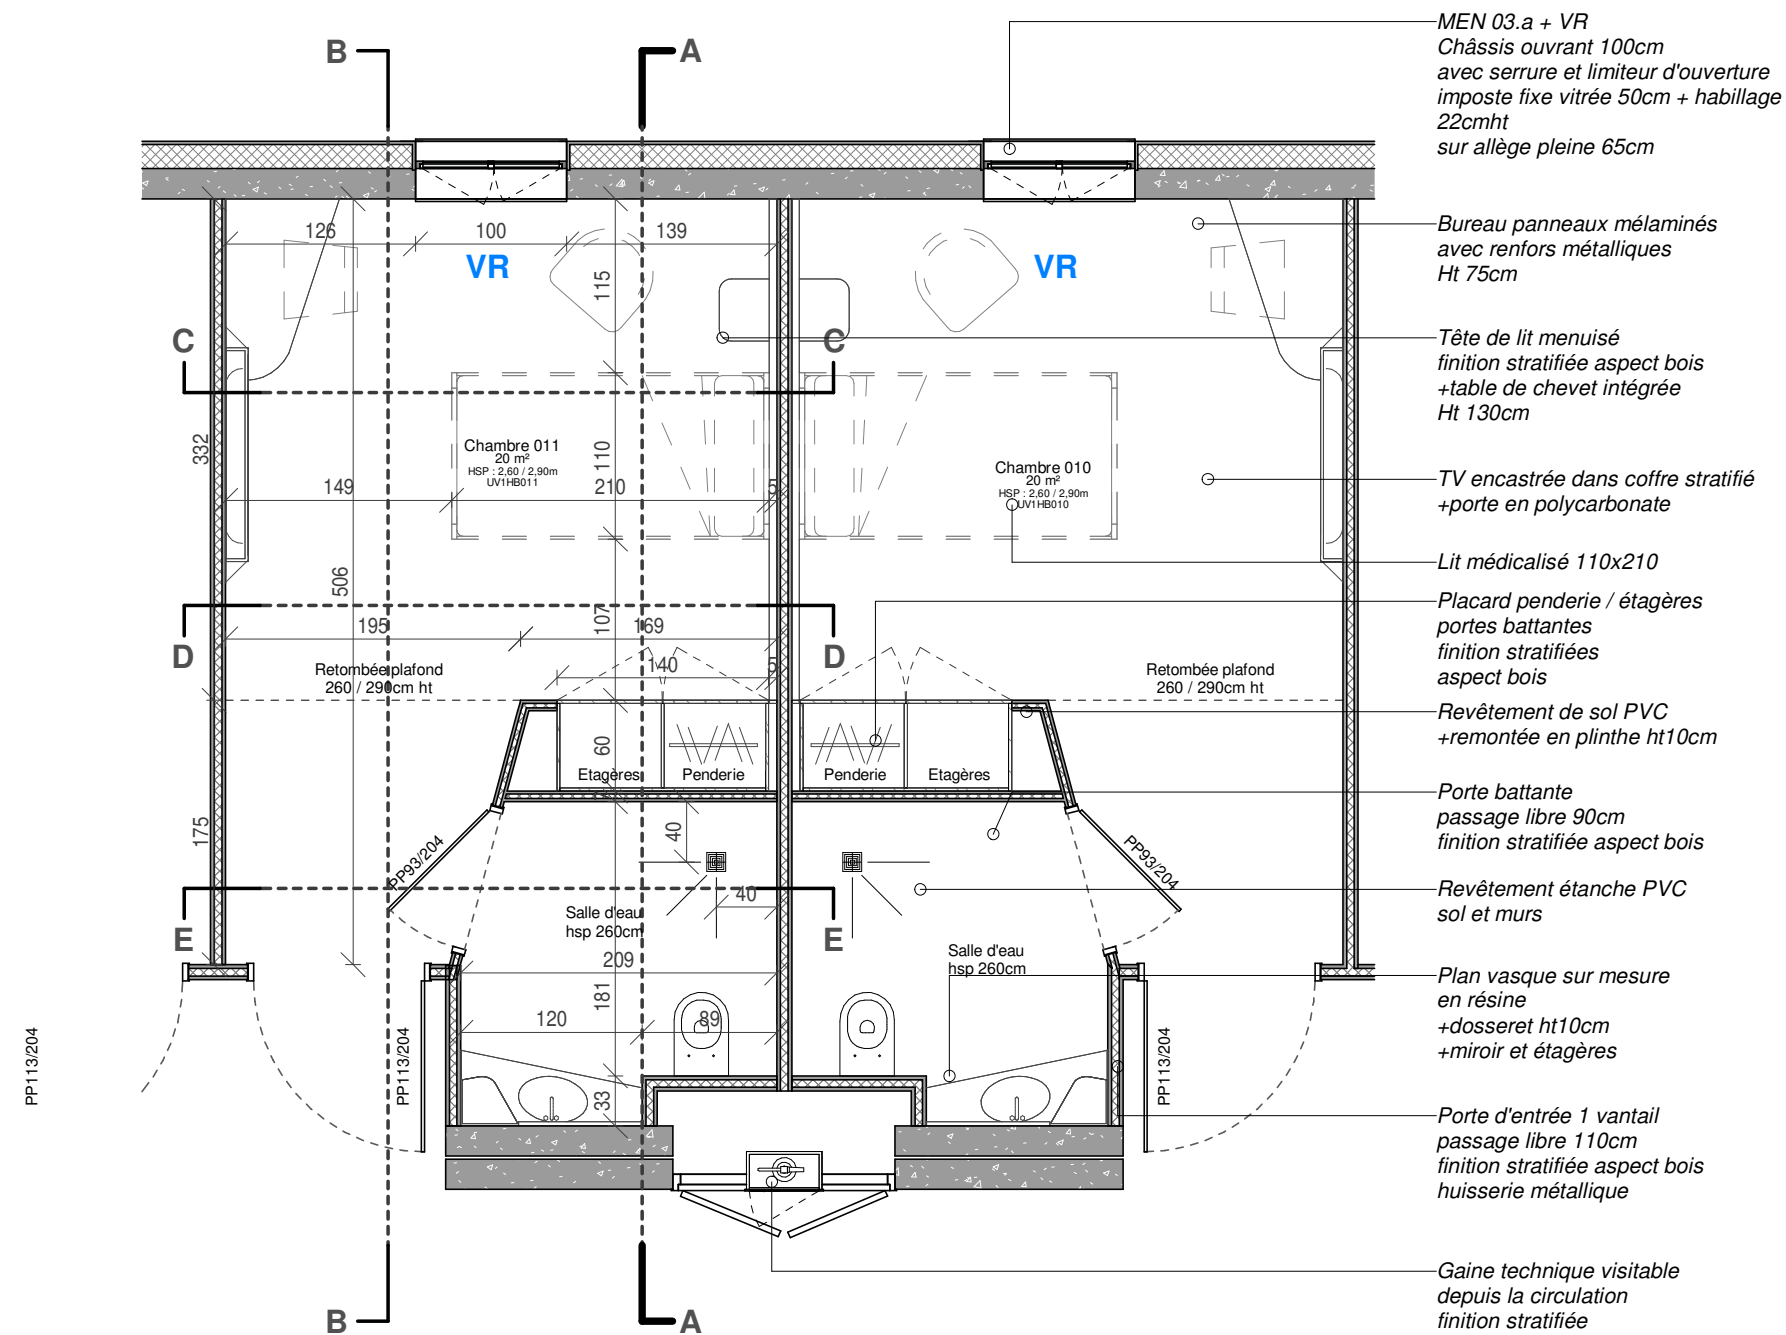 B
A
MEN 03.a + VR
Châssis ouvrant 100cm
avec serrure et limiteur d'ouverture
imposte fixe vitrée 50cm + habillage
22cmht
sur allège pleine 65cm
126
100
139
VR
VR
115
Bureau panneaux mélaminés
avec renfors métalliques
Ht 75cm
C
C
Tête de lit menuisé
finition stratifiée aspect bois
+table de chevet intégrée
Ht 130cm
332
Chambre 011
20 m²
HSP : 2,60 / 2,90m
UV1HB011
110
Chambre 010
20 m²
HSP : 2,60 / 2,90m
UV1HB010
149
210
5
TV encastrée dans coffre stratifié
+porte en polycarbonate
506
Lit médicalisé 110x210
107
195
169
D
D
Placard penderie / étagères
portes battantes
finition stratifiées
aspect bois
Retombée plafond
260 / 290cm ht
140
5
Retombée plafond
260 / 290cm ht
Revêtement de sol PVC
+remontée en plinthe ht10cm
60
Etagères
Penderie
Penderie
Etagères
Porte battante
passage libre 90cm
finition stratifiée aspect bois
175
40
PP93/204
PP93/204
40
Revêtement étanche PVC
sol et murs
E
E
Salle d'eau
hsp 260cm
Salle d'eau
hsp 260cm
209
181
120
89
Plan vasque sur mesure
en résine
+dosseret ht10cm
+miroir et étagères
PP113/204
PP113/204
PP113/204
33
Porte d'entrée 1 vantail
passage libre 110cm
finition stratifiée aspect bois
huisserie métallique
Gaine technique visitable
depuis la circulation
finition stratifiée
B
A